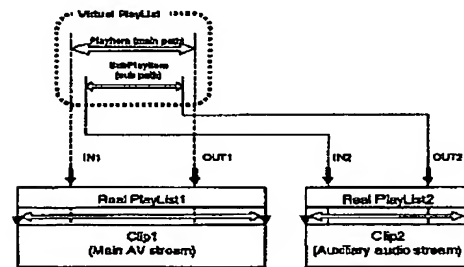 Virtual PlayList
PlayItem (main path)
SubPlayItem
(sub path)
IN1
OUT1
IN2
OUT2
Real PlayList1
Real PlayList2
Clip1
(Main AV stream)
Clip2
(Auxiliary audio stream)